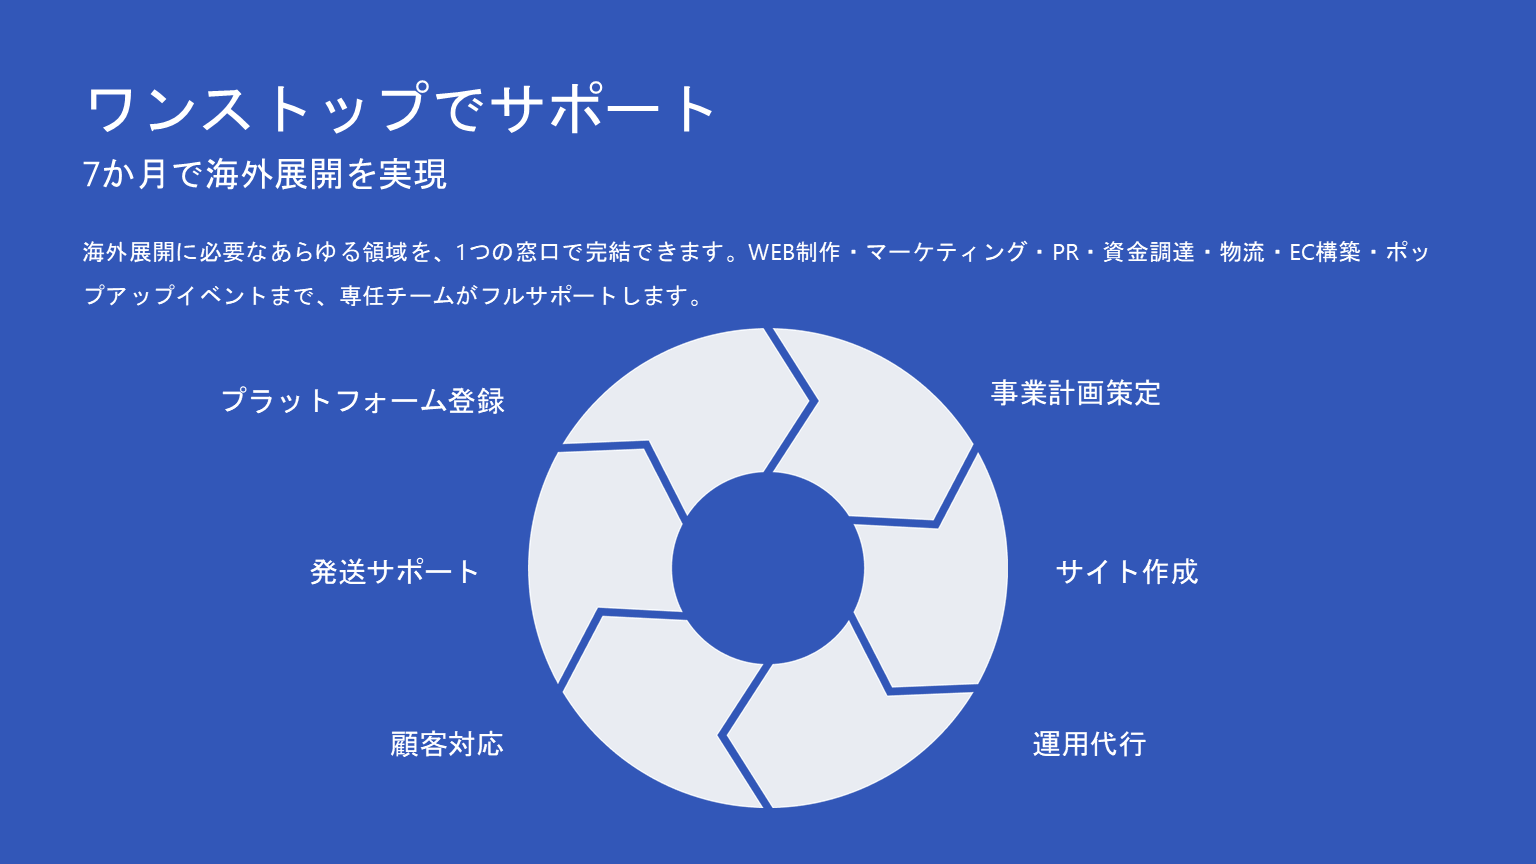 ワンストップでサポート
7か月で海外展開を実現
海外展開に必要なあらゆる領域を、1つの窓口で完結できます。WEB制作・マーケティング・PR・資金調達・物流・EC構築・ポッ
プアップイベントまで、専任チームがフルサポートします。
プラットフォーム登録
事業計画策定
発送サポート
サイト作成
顧客対応
運用代行